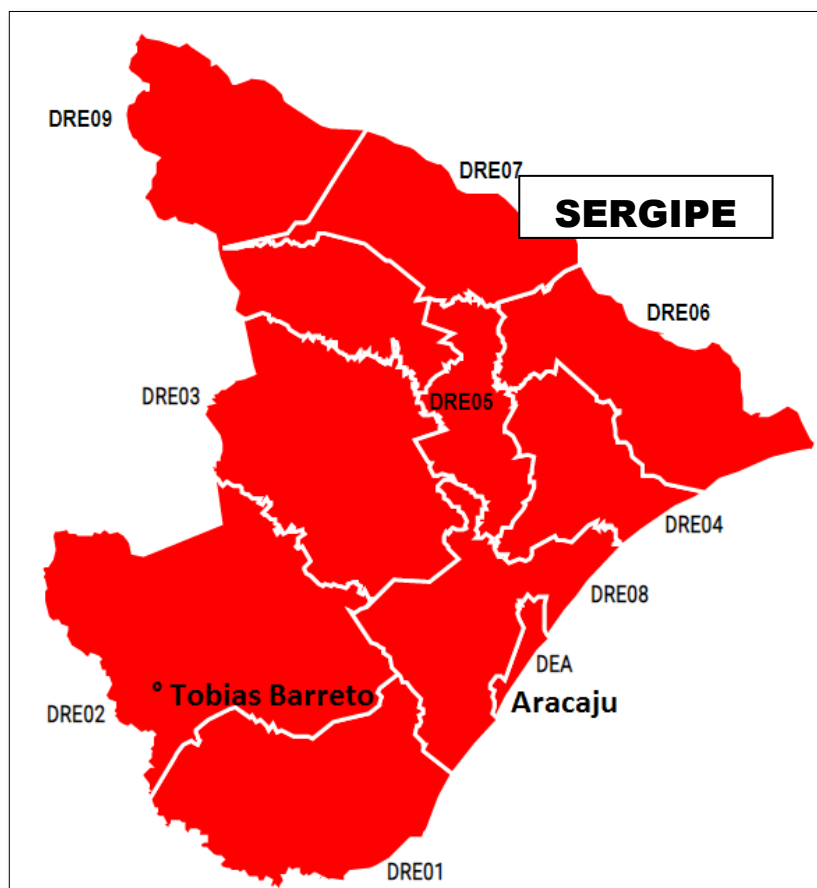 DRE09
DRE07
SERGIPE
DRE06
DRE03
DRE05
DRE04
DRE08
DEA
° Tobias Barreto
Aracaju
DRE02
DRE01